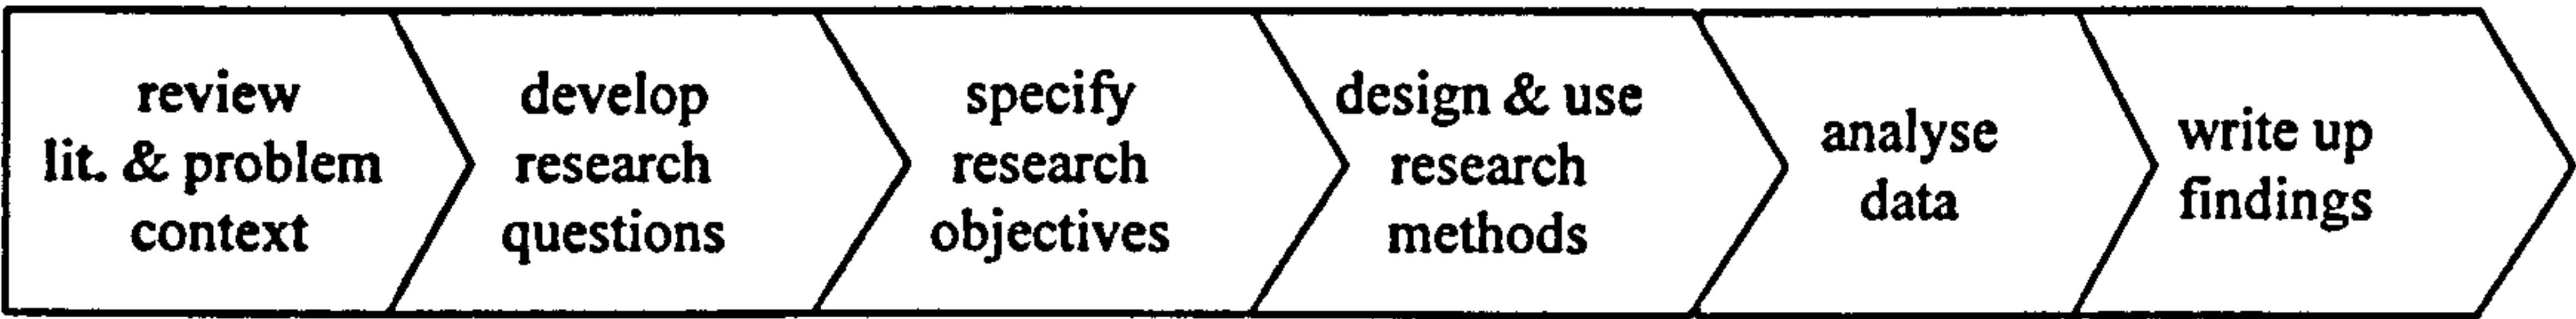 review
lit. & problem
context
develop
research
questions
specify
research
objectives
design & use
research
methods
analyse
data
write up
findings